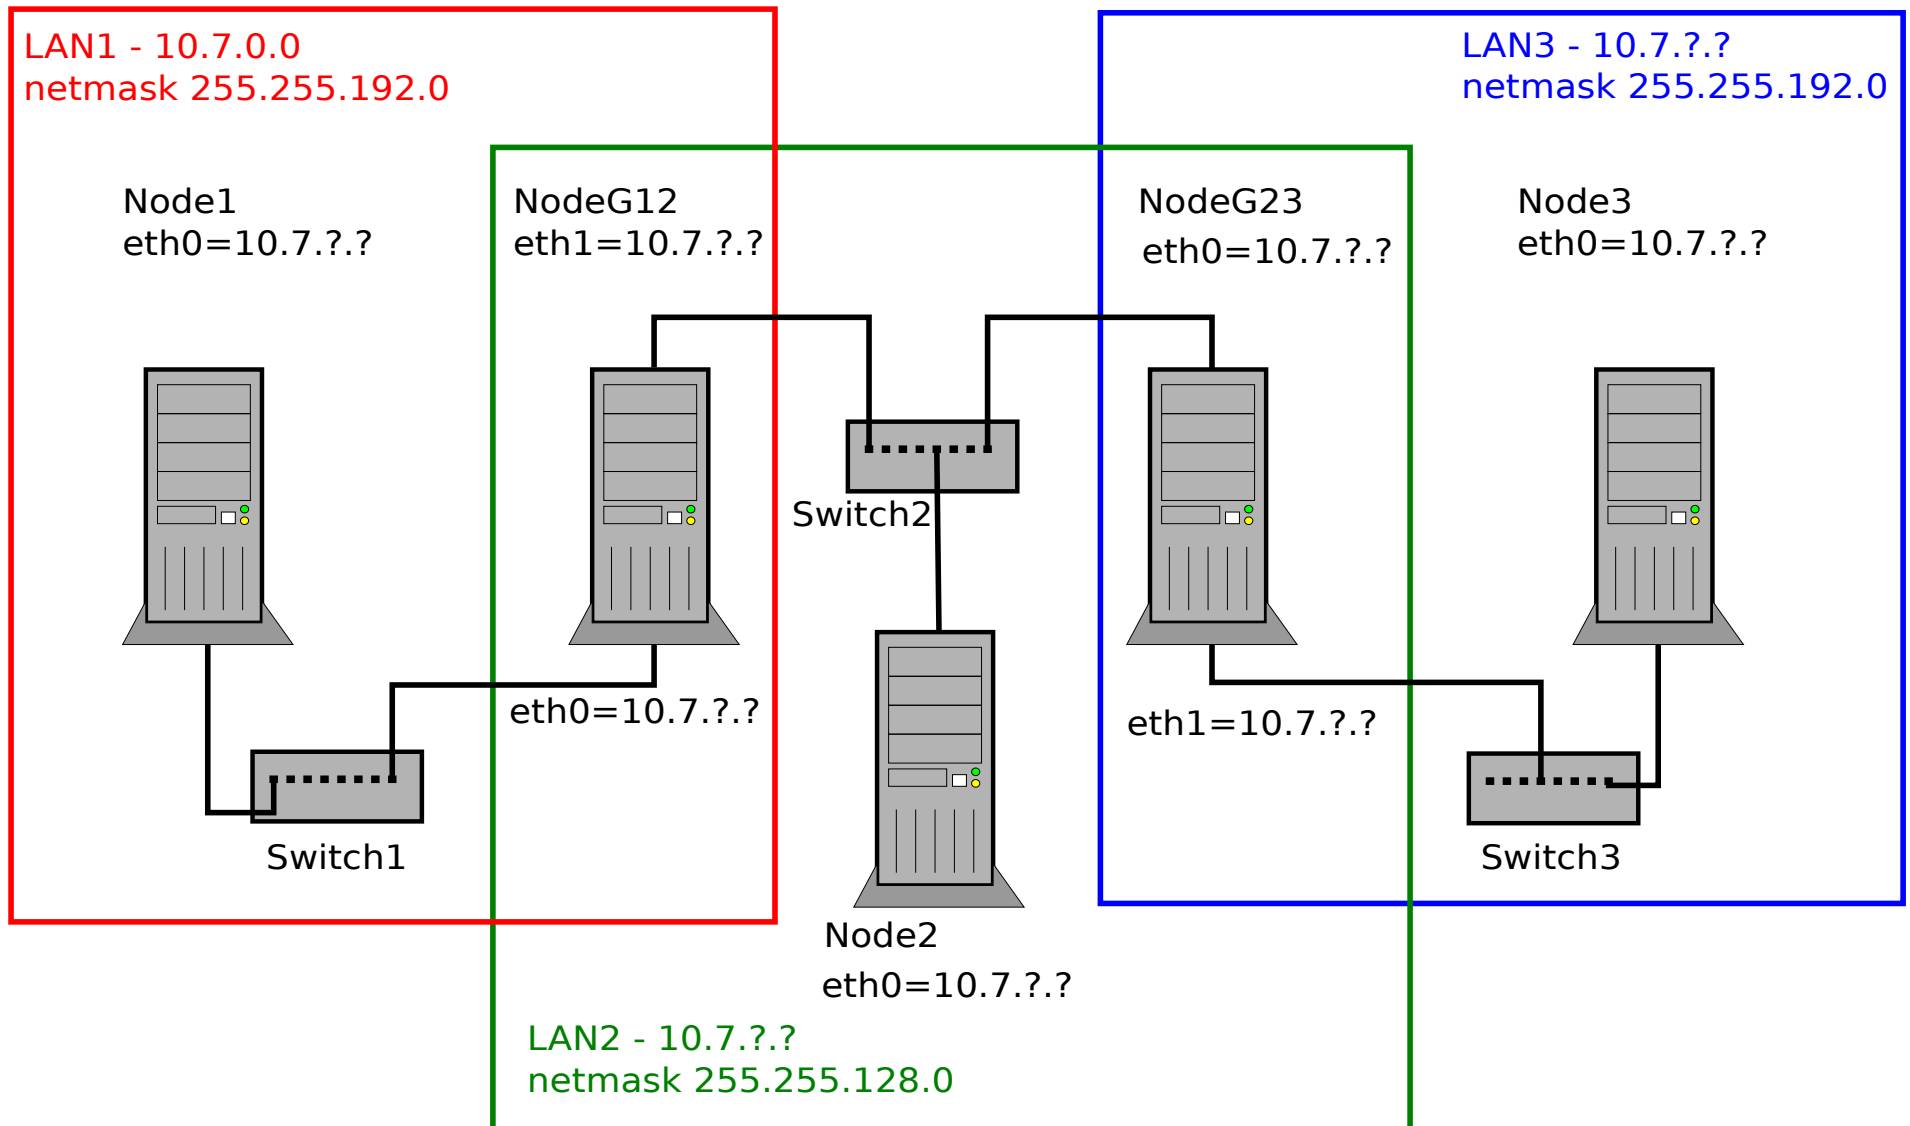 LAN1 - 10.7.0.0
netmask 255.255.192.0
LAN3 - 10.7.?.?
netmask 255.255.192.0
Node1
eth0=10.7.?.?
NodeG12
eth1=10.7.?.?
NodeG23
eth0=10.7.?.?
Node3
eth0=10.7.?.?
Switch2
eth0=10.7.?.?
eth1=10.7.?.?
Switch1
Switch3
Node2
eth0=10.7.?.?
LAN2 - 10.7.?.?
netmask 255.255.128.0